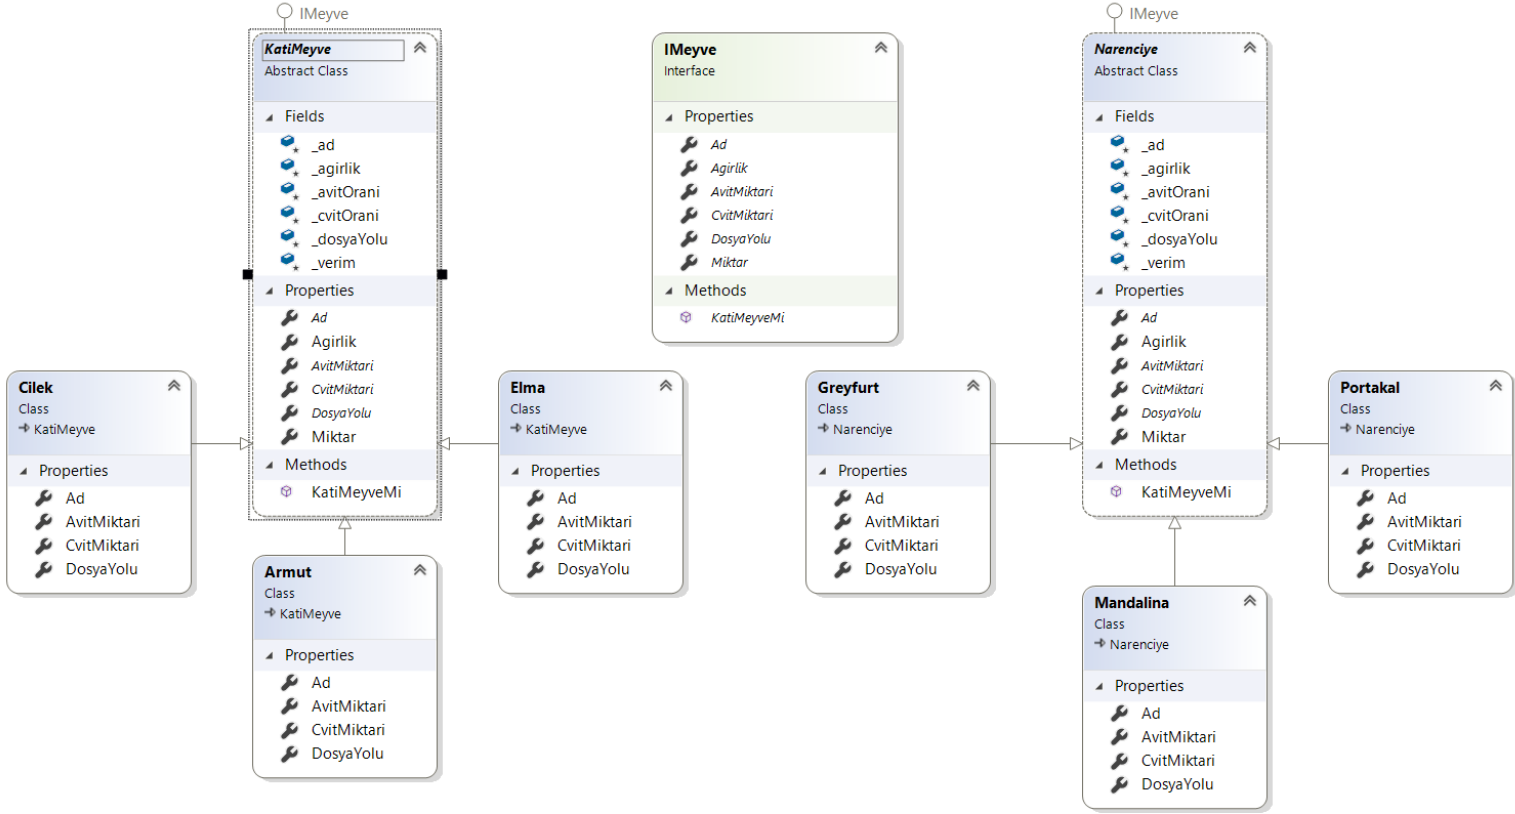 IMeyve
KatiMeyve
Abstract Class
Fields
_ad
_agirlik
_avitOrani
_cvitOrani
_dosyaYolu
_verim
Properties
Ad
Agirlik
AvitMiktari
CvitMiktari
DosyaYolu
Miktar
Methods
KatiMeyveMi
IMeyve
Interface
Properties
Ad
Agirlik
AvitMiktari
CvitMiktari
DosyaYolu
Miktar
Methods
KatiMeyveMi
IMeyve
Narenciye
Abstract Class
Fields
_ad
_agirlik
_avitOrani
_cvitOrani
_dosyaYolu
_verim
Properties
Ad
Agirlik
AvitMiktari
CvitMiktari
DosyaYolu
Miktar
Methods
KatiMeyveMi
Cilek
Class
KatiMeyve
Properties
Ad
AvitMiktari
CvitMiktari
DosyaYolu
Elma
Class
KatiMeyve
Properties
Ad
AvitMiktari
CvitMiktari
DosyaYolu
Greyfurt
Class
Narenciye
Properties
Ad
AvitMiktari
CvitMiktari
DosyaYolu
Portakal
Class
Narenciye
Properties
Ad
AvitMiktari
CvitMiktari
DosyaYolu
Armut
Class
KatiMeyve
Properties
Ad
AvitMiktari
CvitMiktari
DosyaYolu
Mandalina
Class
Narenciye
Properties
Ad
AvitMiktari
CvitMiktari
DosyaYolu